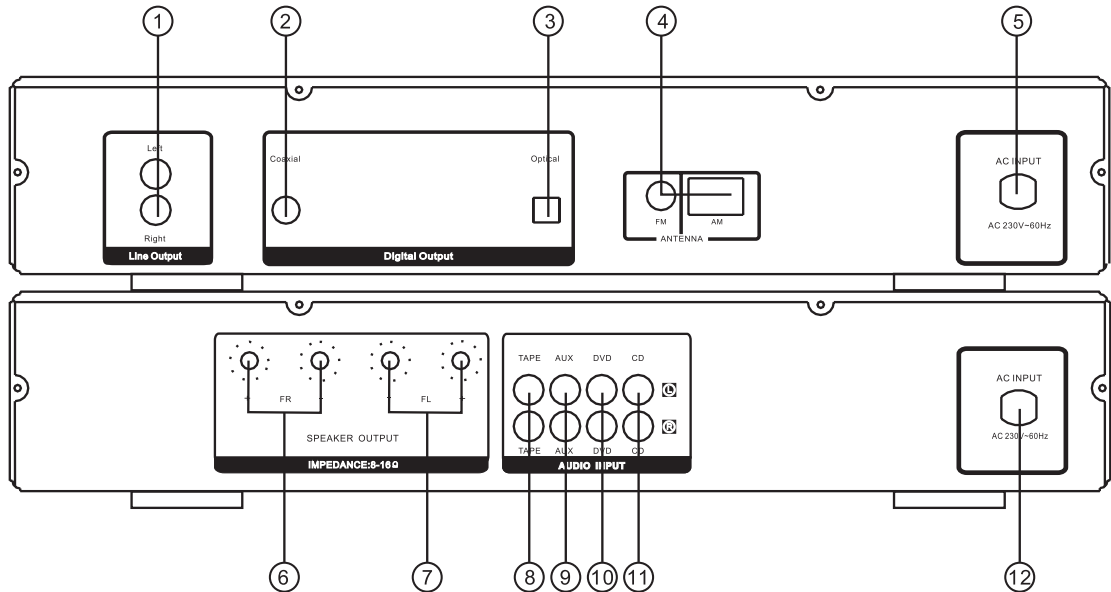 1 2 3 4 5
Left
Right
Line Output
Coaxial
Optical
Digital Output
FM AM
ANTENNA
AC INPUT
AC 230V~60Hz
- FR + - FL +
SPEAKER OUTPUT
IMPEDANCE:8-16Ω
TAPE AUX DVD CD
L
R
TAPE AUX DVD CD
AUDIO INPUT
AC INPUT
AC 230V~60Hz
6 7 8 9 10 11 12